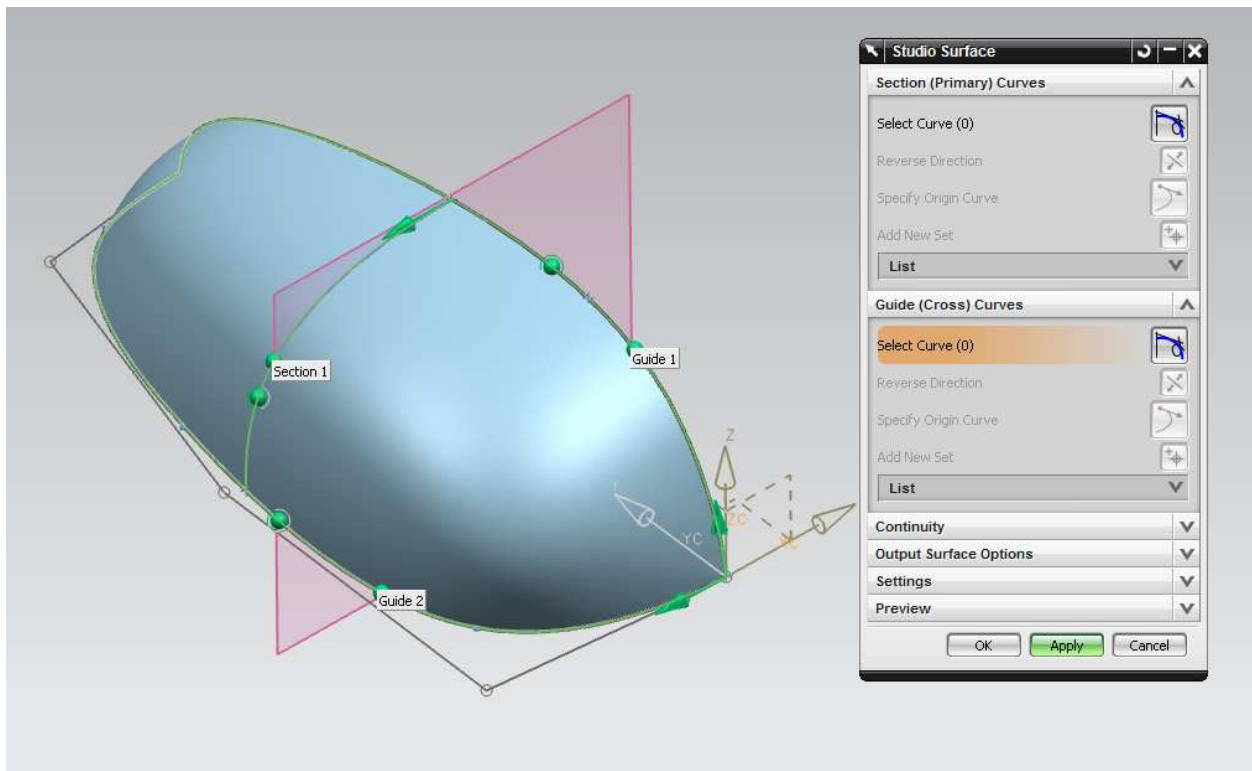 Studio Surface
Section (Primary) Curves
Select Curve (0)
Reverse Direction
Specify Origin Curve
Add New Set
List
Guide (Cross) Curves
Select Curve (0)
Reverse Direction
Specify Origin Curve
Add New Set
List
Continuity
Output Surface Options
Settings
Preview
OK Apply Cancel
Guide 1
Section 1
Z
ZC
YC
XC
Guide 2